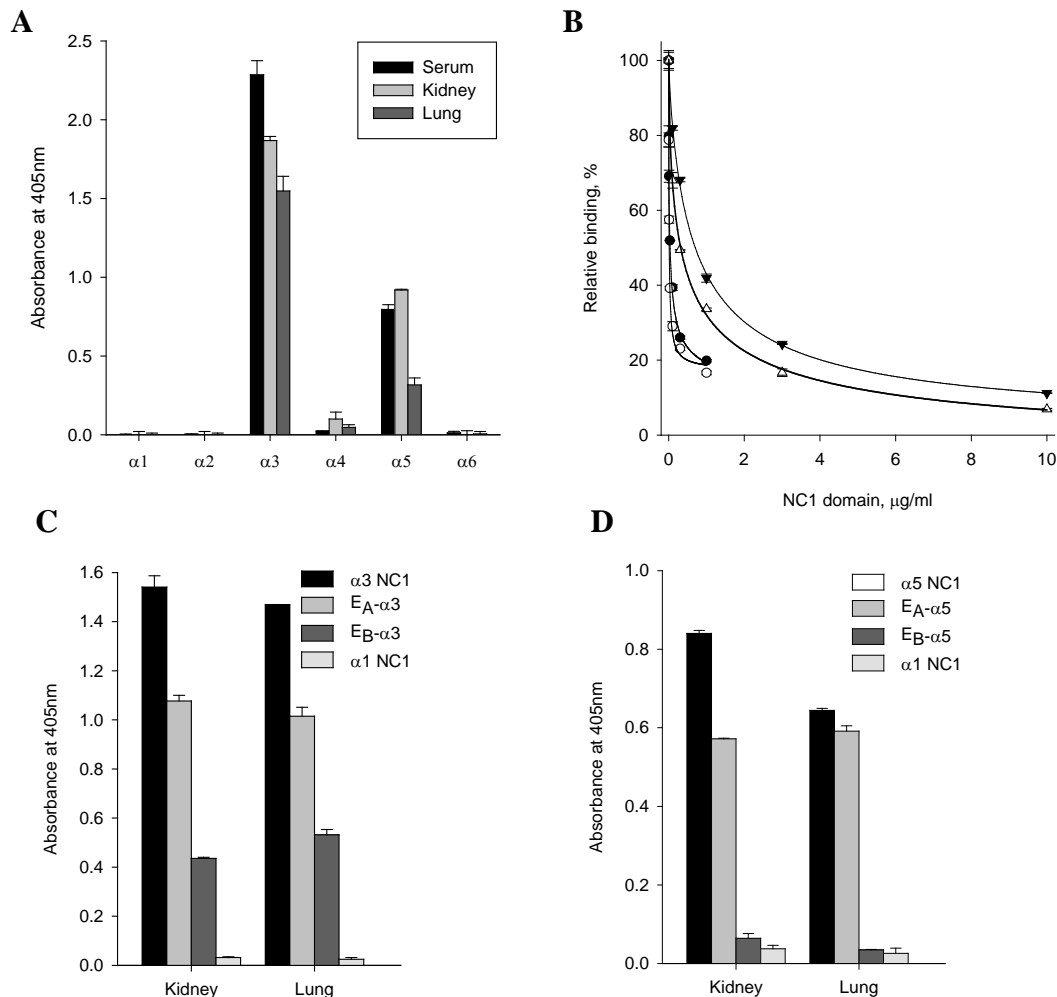 A
Absorbance at 405nm
2.5
2.0
1.5
1.0
0.5
0.0
Serum
Kidney
Lung
α1 α2 α3 α4 α5 α6
B
Relative binding, %
100
80
60
40
20
0
0 2 4 6 8 10
NC1 domain, μg/ml
C
Absorbance at 405nm
1.6
1.4
1.2
1.0
0.8
0.6
0.4
0.2
0.0
α3 NC1
EA-α3
EB-α3
α1 NC1
Kidney Lung
D
Absorbance at 405nm
1.0
0.8
0.6
0.4
0.2
0.0
α5 NC1
EA-α5
EB-α5
α1 NC1
Kidney Lung